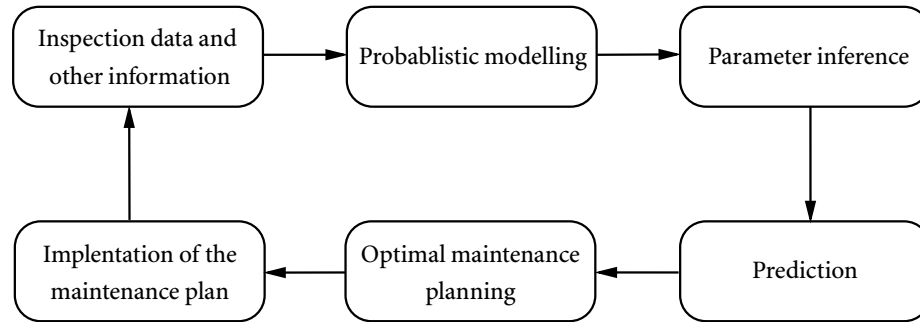 Inspection data and
other information
Probablistic modelling
Parameter inference
Implentation of the
maintenance plan
Optimal maintenance
planning
Prediction